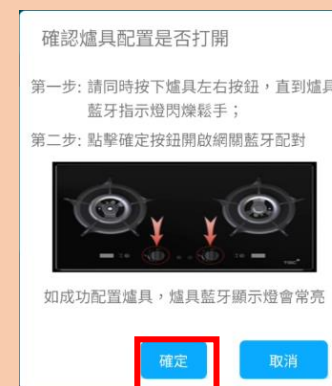 確認爐具配置是否打開
第一步: 請同時按下爐具左右按鈕，直到爐具
藍牙指示燈閃爍鬆手；
第二步: 點擊確定按鈕開啟網關藍牙配對
如成功配置爐具，爐具藍牙顯示燈會常亮
確定
取消